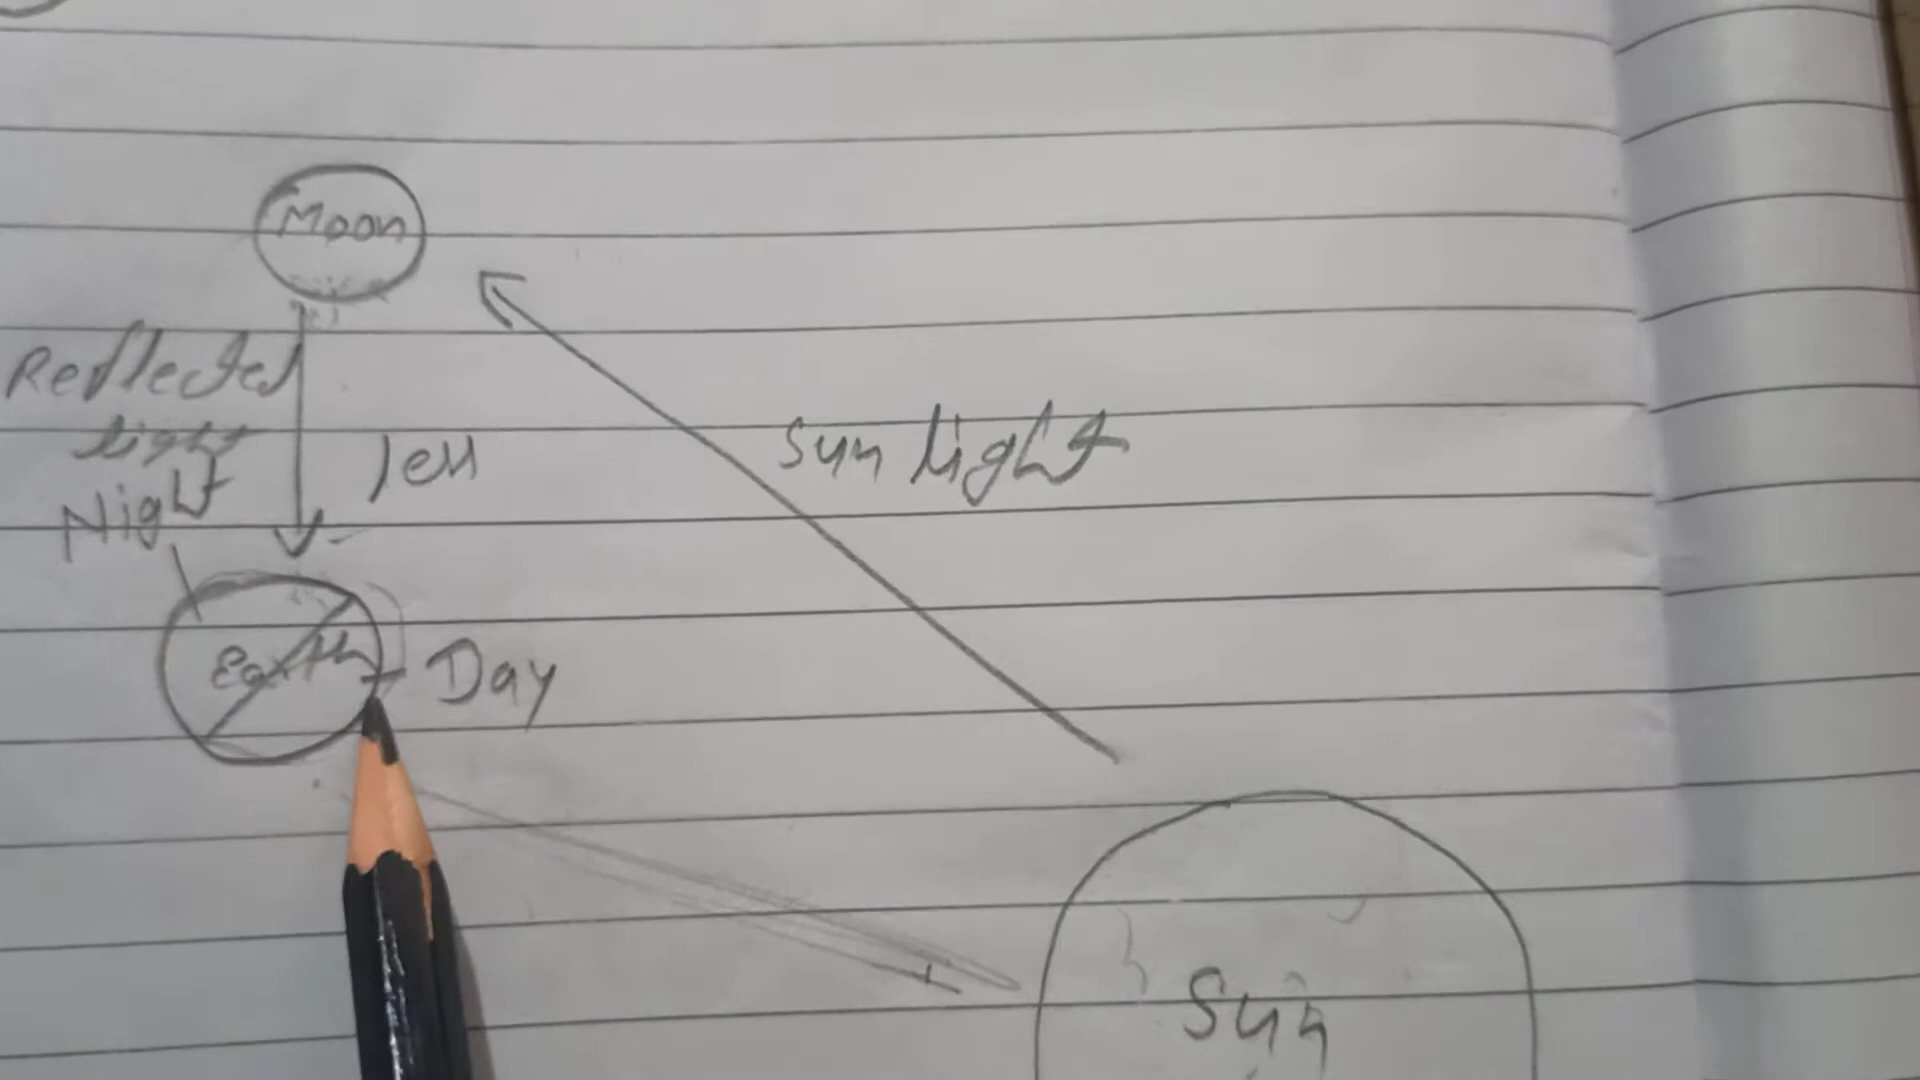 Moon
Reflected
light
Night
less
Sun light
Earth
Day
Sun